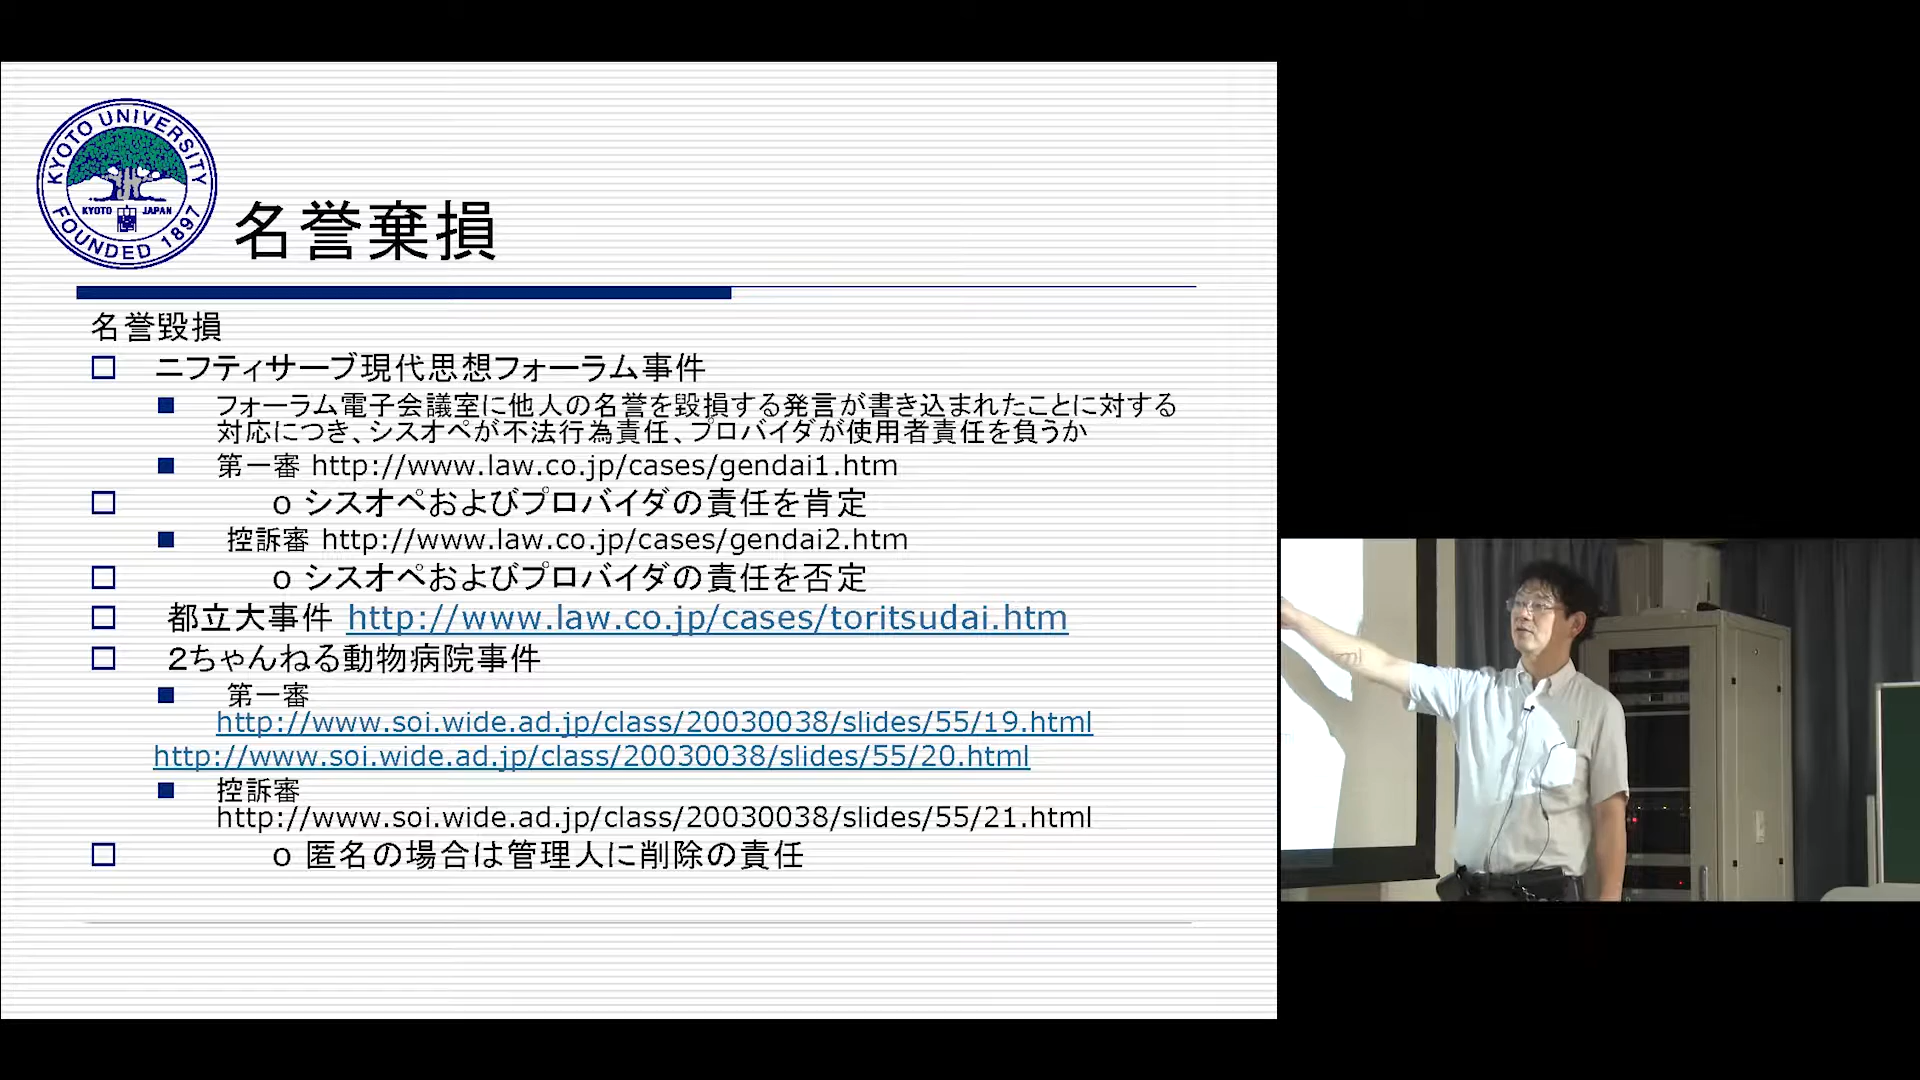 KYOTO UNIVERSITY
KYOTO JAPAN
FOUNDED 1897
名誉棄損
名誉毀損
ニフティサーブ現代思想フォーラム事件
フォーラム電子会議室に他人の名誉を毀損する発言が書き込まれたことに対する
対応につき、シスオペが不法行為責任、プロバイダが使用者責任を負うか
第一審 http://www.law.co.jp/cases/gendai1.htm
o シスオペおよびプロバイダの責任を肯定
控訴審 http://www.law.co.jp/cases/gendai2.htm
o シスオペおよびプロバイダの責任を否定
都立大事件 http://www.law.co.jp/cases/toritsudai.htm
２ちゃんねる動物病院事件
第一審
http://www.soi.wide.ad.jp/class/20030038/slides/55/19.html
http://www.soi.wide.ad.jp/class/20030038/slides/55/20.html
控訴審
http://www.soi.wide.ad.jp/class/20030038/slides/55/21.html
o 匿名の場合は管理人に削除の責任